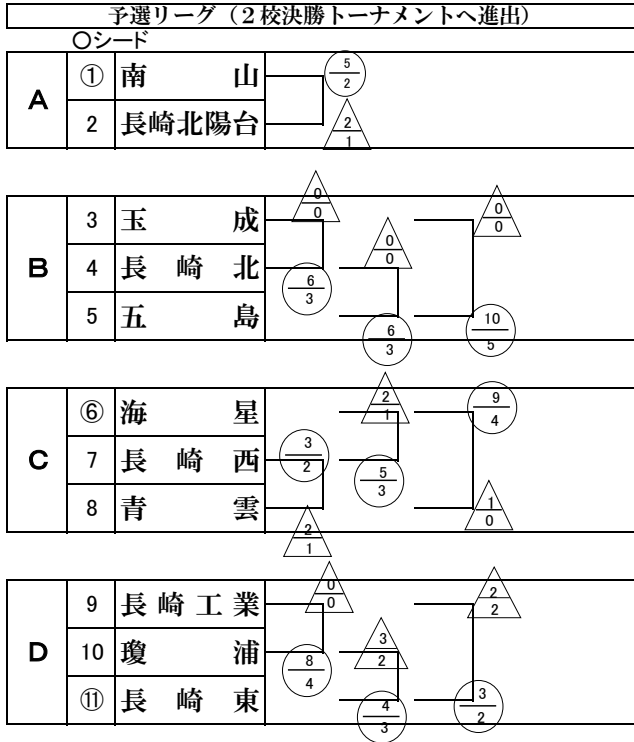 予選リーグ（２校決勝トーナメントへ進出）
〇シード
A
① 南山 5/2
2 長崎北陽台 2/1
B
3 玉成 0/0 0/0
4 長崎北 6/3 0/0
5 五島 6/3 10/5
C
⑥ 海星 2/1 9/4
7 長崎西 3/2 5/3
8 青雲 2/1 1/0
D
9 長崎工業 0/0 2/2
10 瓊浦 8/4 3/2
⑪ 長崎東 4/3 3/2